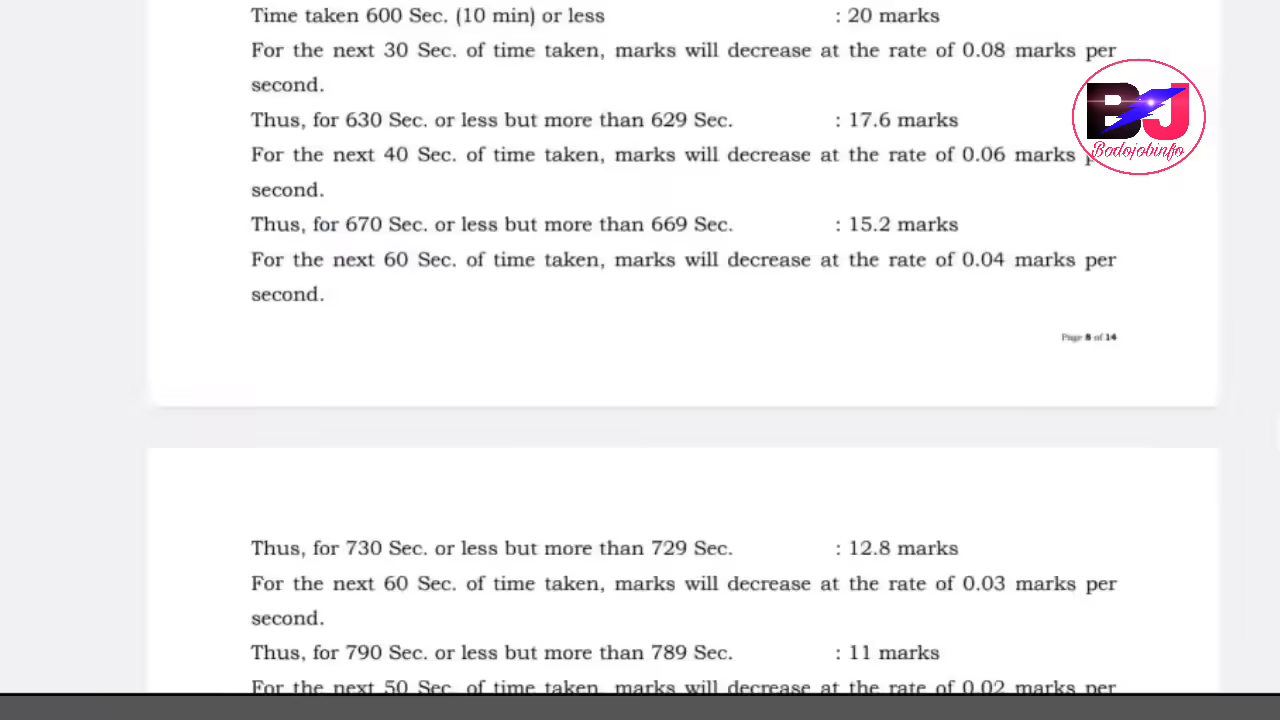 Time taken 600 Sec. (10 min) or less : 20 marks
For the next 30 Sec. of time taken, marks will decrease at the rate of 0.08 marks per
second.
Thus, for 630 Sec. or less but more than 629 Sec. : 17.6 marks
For the next 40 Sec. of time taken, marks will decrease at the rate of 0.06 marks
second.
Thus, for 670 Sec. or less but more than 669 Sec. : 15.2 marks
For the next 60 Sec. of time taken, marks will decrease at the rate of 0.04 marks per
second.
Page 8 of 14
Thus, for 730 Sec. or less but more than 729 Sec. : 12.8 marks
For the next 60 Sec. of time taken, marks will decrease at the rate of 0.03 marks per
second.
Thus, for 790 Sec. or less but more than 789 Sec. : 11 marks
For the next 50 Sec. of time taken, marks will decrease at the rate of 0.02 marks per
BJ
Bodojobinfo